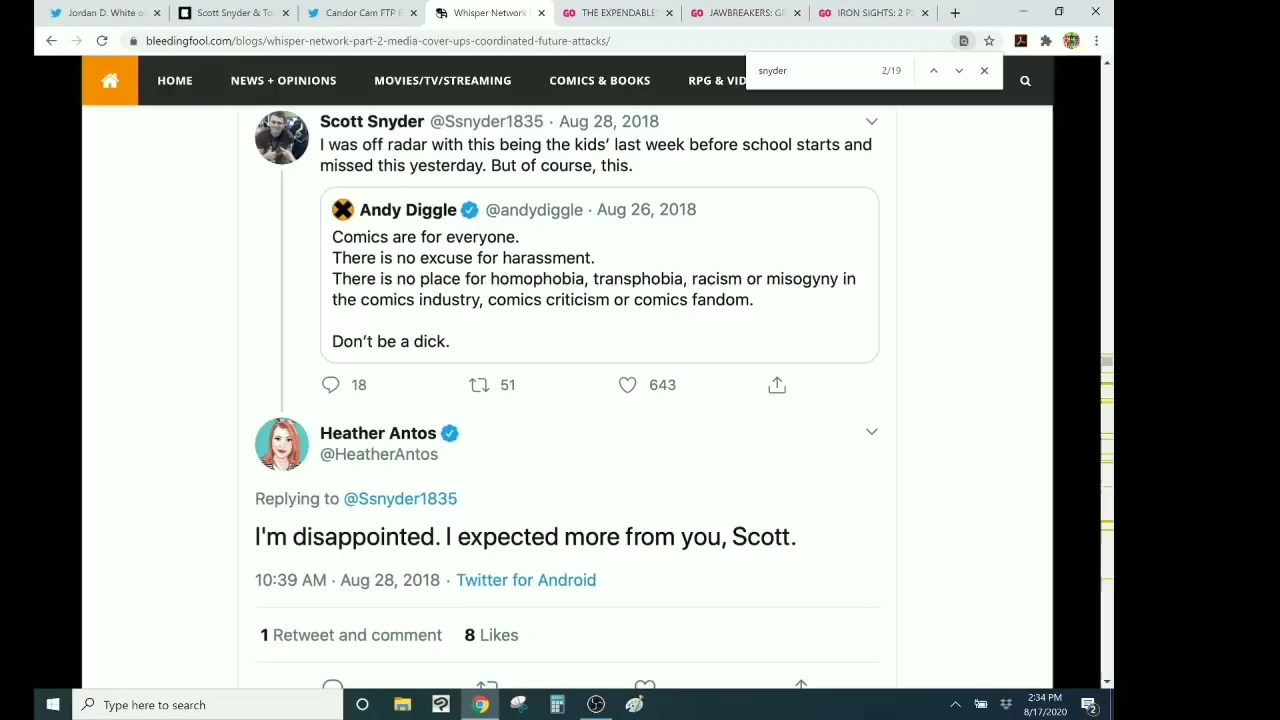 Jordan D. White on
Scott Snyder & To
Candor Cam FTP E
Whisper Network
GO THE EXPENDABLE
GO JAWBREAKERS: G
GO IRON SIGHTS: 2 P
bleedingfool.com/blogs/whisper-network-part-2-media-cover-ups-coordinated-future-attacks/
snyder 2/19
HOME NEWS + OPINIONS MOVIES/TV/STREAMING COMICS & BOOKS RPG & VID
Scott Snyder @Ssnyder1835 · Aug 28, 2018
I was off radar with this being the kids’ last week before school starts and
missed this yesterday. But of course, this.
Andy Diggle @andydiggle · Aug 26, 2018
Comics are for everyone.
There is no excuse for harassment.
There is no place for homophobia, transphobia, racism or misogyny in
the comics industry, comics criticism or comics fandom.
Don’t be a dick.
18 51 643
Heather Antos
@HeatherAntos
Replying to @Ssnyder1835
I'm disappointed. I expected more from you, Scott.
10:39 AM · Aug 28, 2018 · Twitter for Android
1 Retweet and comment 8 Likes
Type here to search
2:34 PM
8/17/2020
2